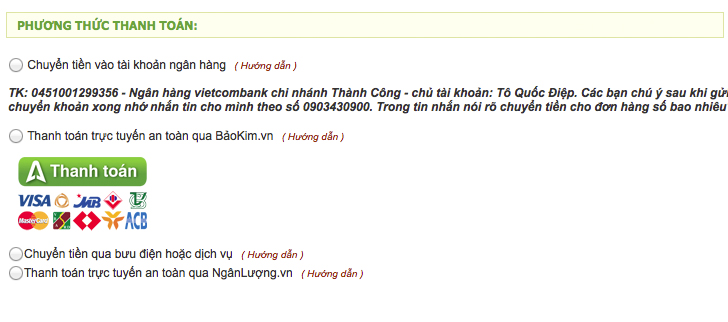 PHƯƠNG THỨC THANH TOÁN:
Chuyển tiền vào tài khoản ngân hàng ( Hướng dẫn )
TK: 0451001299356 - Ngân hàng vietcombank chi nhánh Thành Công - chủ tài khoản: Tô Quốc Điệp. Các bạn chú ý sau khi gửi
chuyển khoản xong nhớ nhắn tin cho mình theo số 0903430900. Trong tin nhắn nói rõ chuyển tiền cho đơn hàng số bao nhiêu
Thanh toán trực tuyến an toàn qua BảoKim.vn ( Hướng dẫn )
Thanh toán
VISA MB
MasterCard ACB
Chuyển tiền qua bưu điện hoặc dịch vụ ( Hướng dẫn )
Thanh toán trực tuyến an toàn qua NgânLượng.vn ( Hướng dẫn )